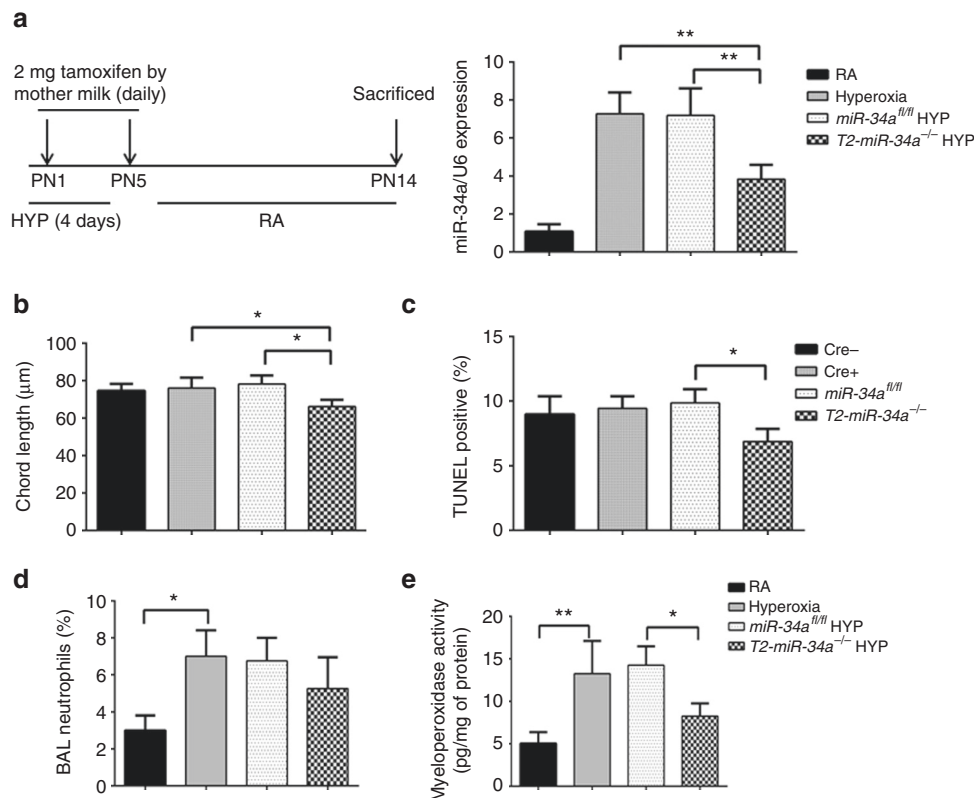 a
2 mg tamoxifen by
mother milk (daily)
Sacrificed
PN1
PN5
PN14
HYP (4 days)
RA
miR-34a/U6 expression
10
8
6
4
2
0
**
**
RA
Hyperoxia
miR-34a^fl/fl HYP
T2-miR-34a^−/− HYP
b
Chord length (μm)
100
80
60
40
20
0
*
*
c
TUNEL positive (%)
15
10
5
0
*
Cre–
Cre+
miR-34a^fl/fl
T2-miR-34a^−/−
d
BAL neutrophils (%)
8
6
4
2
0
*
e
Myeloperoxidase activity
(pg/mg of protein)
20
15
10
5
0
**
*
RA
Hyperoxia
miR-34a^fl/fl HYP
T2-miR-34a^−/− HYP